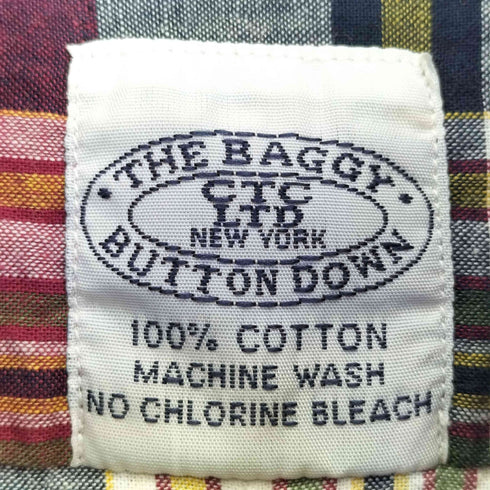 THE BAGGY
CTC
LTD
NEW YORK
BUTTON DOWN
100% COTTON
MACHINE WASH
NO CHLORINE BLEACH